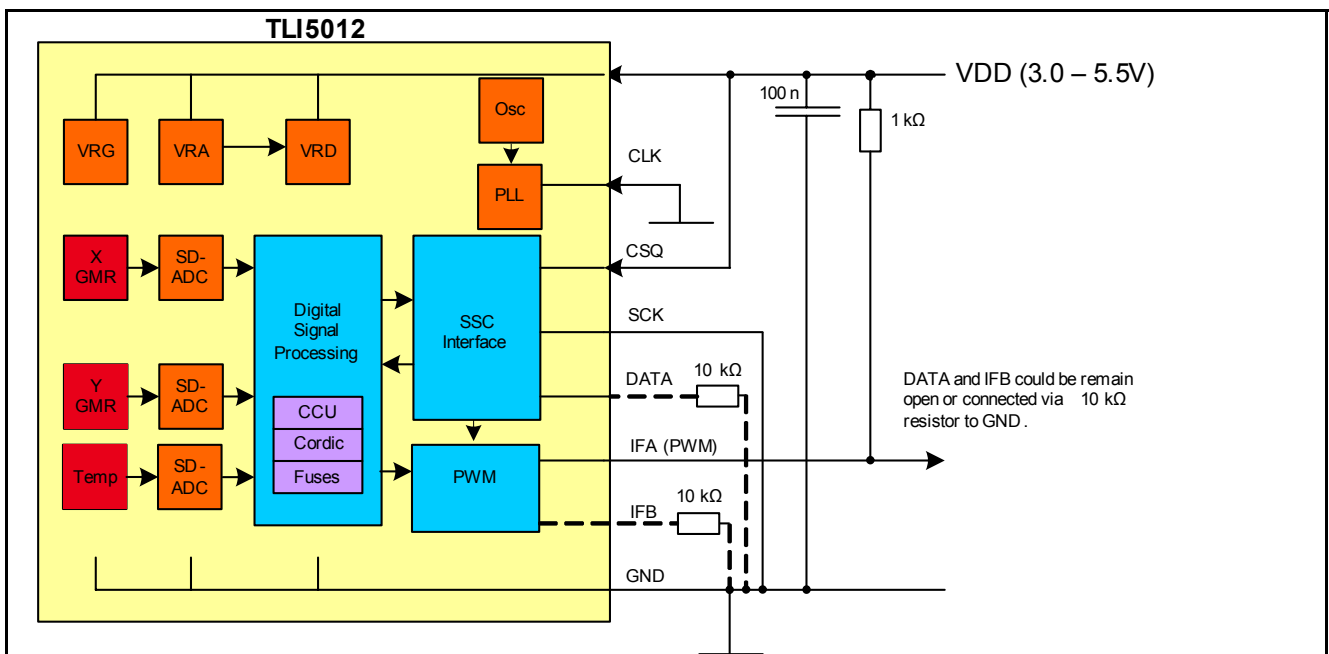 TLI5012
VDD (3.0 – 5.5V)
100 n
1 kΩ
Osc
VRG
VRA
VRD
CLK
PLL
CSQ
X
GMR
SD-
ADC
Digital
Signal
Processing
SSC
Interface
SCK
DATA
10 kΩ
DATA and IFB could be remain
open or connected via 10 kΩ
resistor to GND .
Y
GMR
SD-
ADC
CCU
Cordic
Fuses
IFA (PWM)
Temp
SD -
ADC
PWM
10 kΩ
IFB
GND